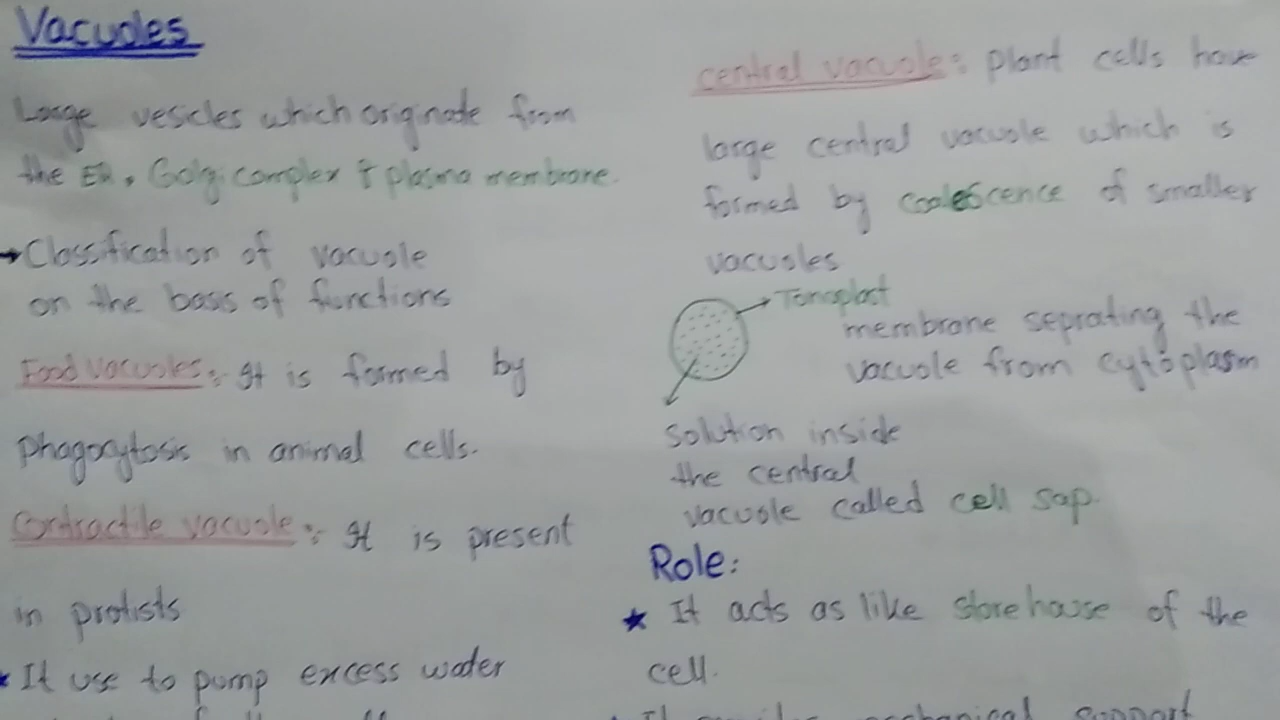 Vacuoles
Large vesicles which originate from
the ER, Golgi complex & plasma membrane.
→ Classification of vacuole
on the basis of functions
Food vacuoles:- It is formed by
phagocytosis in animal cells.
Contractile vacuole:- It is present
in protists
* It use to pump excess water
central vacuole: plant cells have
large central vacuole which is
formed by coalescence of smaller
vacuoles
→ Tonoplast
membrane seprating the
vacuole from cytoplasm
solution inside
the central
vacuole called cell sap.
Role:
★ It acts as like store house of the
cell.
mechanical support